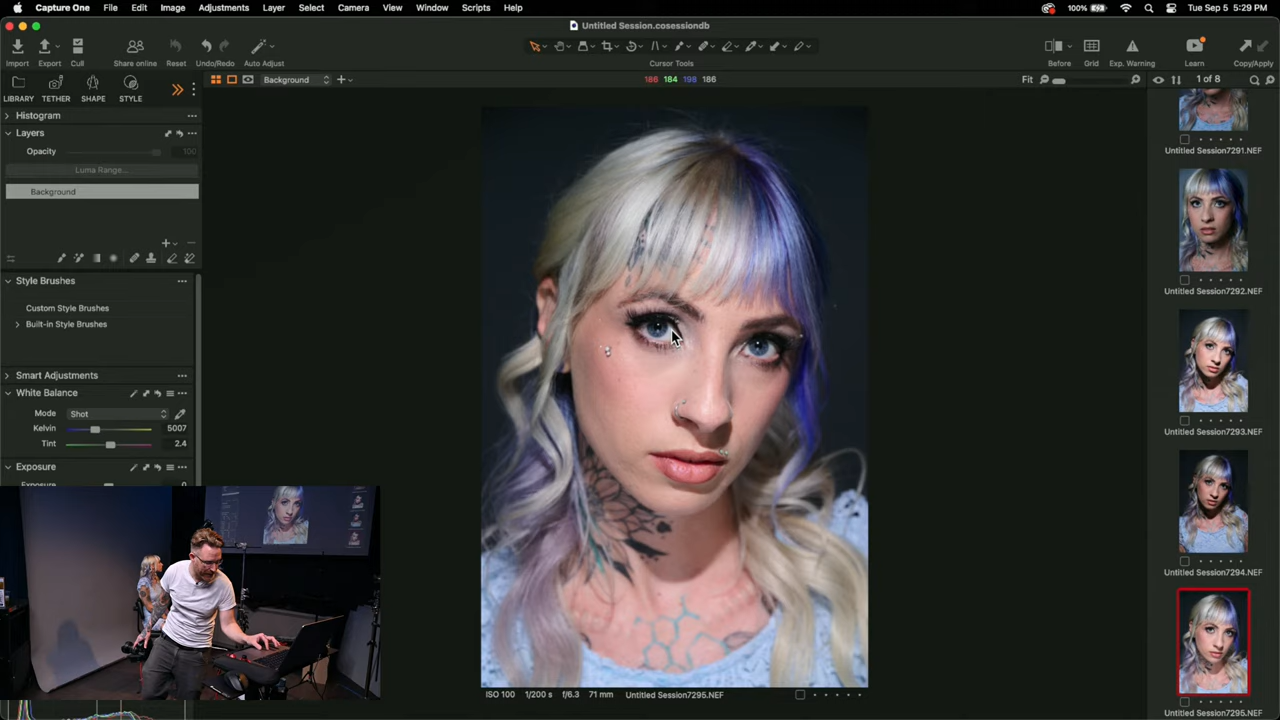 Capture One File Edit Image Adjustments Layer Select Camera View Window Scripts Help 100% Tue Sep 5 5:29 PM
Untitled Session.cosessiondb
Import Export Cull Share online Reset Undo/Redo Auto Adjust Cursor Tools Before Grid Exp. Warning Learn Copy/Apply
LIBRARY TETHER SHAPE STYLE
Background
186 184 198 186
Fit
1 of 8
Histogram
Layers
Opacity 100
Luma Range...
Background
Style Brushes
Custom Style Brushes
Built-in Style Brushes
Smart Adjustments
White Balance
Mode Shot
Kelvin 5007
Tint 2.4
Exposure
Exposure 0
Untitled Session7291.NEF
Untitled Session7292.NEF
Untitled Session7293.NEF
Untitled Session7294.NEF
Untitled Session7295.NEF
ISO 100 1/200 s f/6.3 71 mm Untitled Session7295.NEF